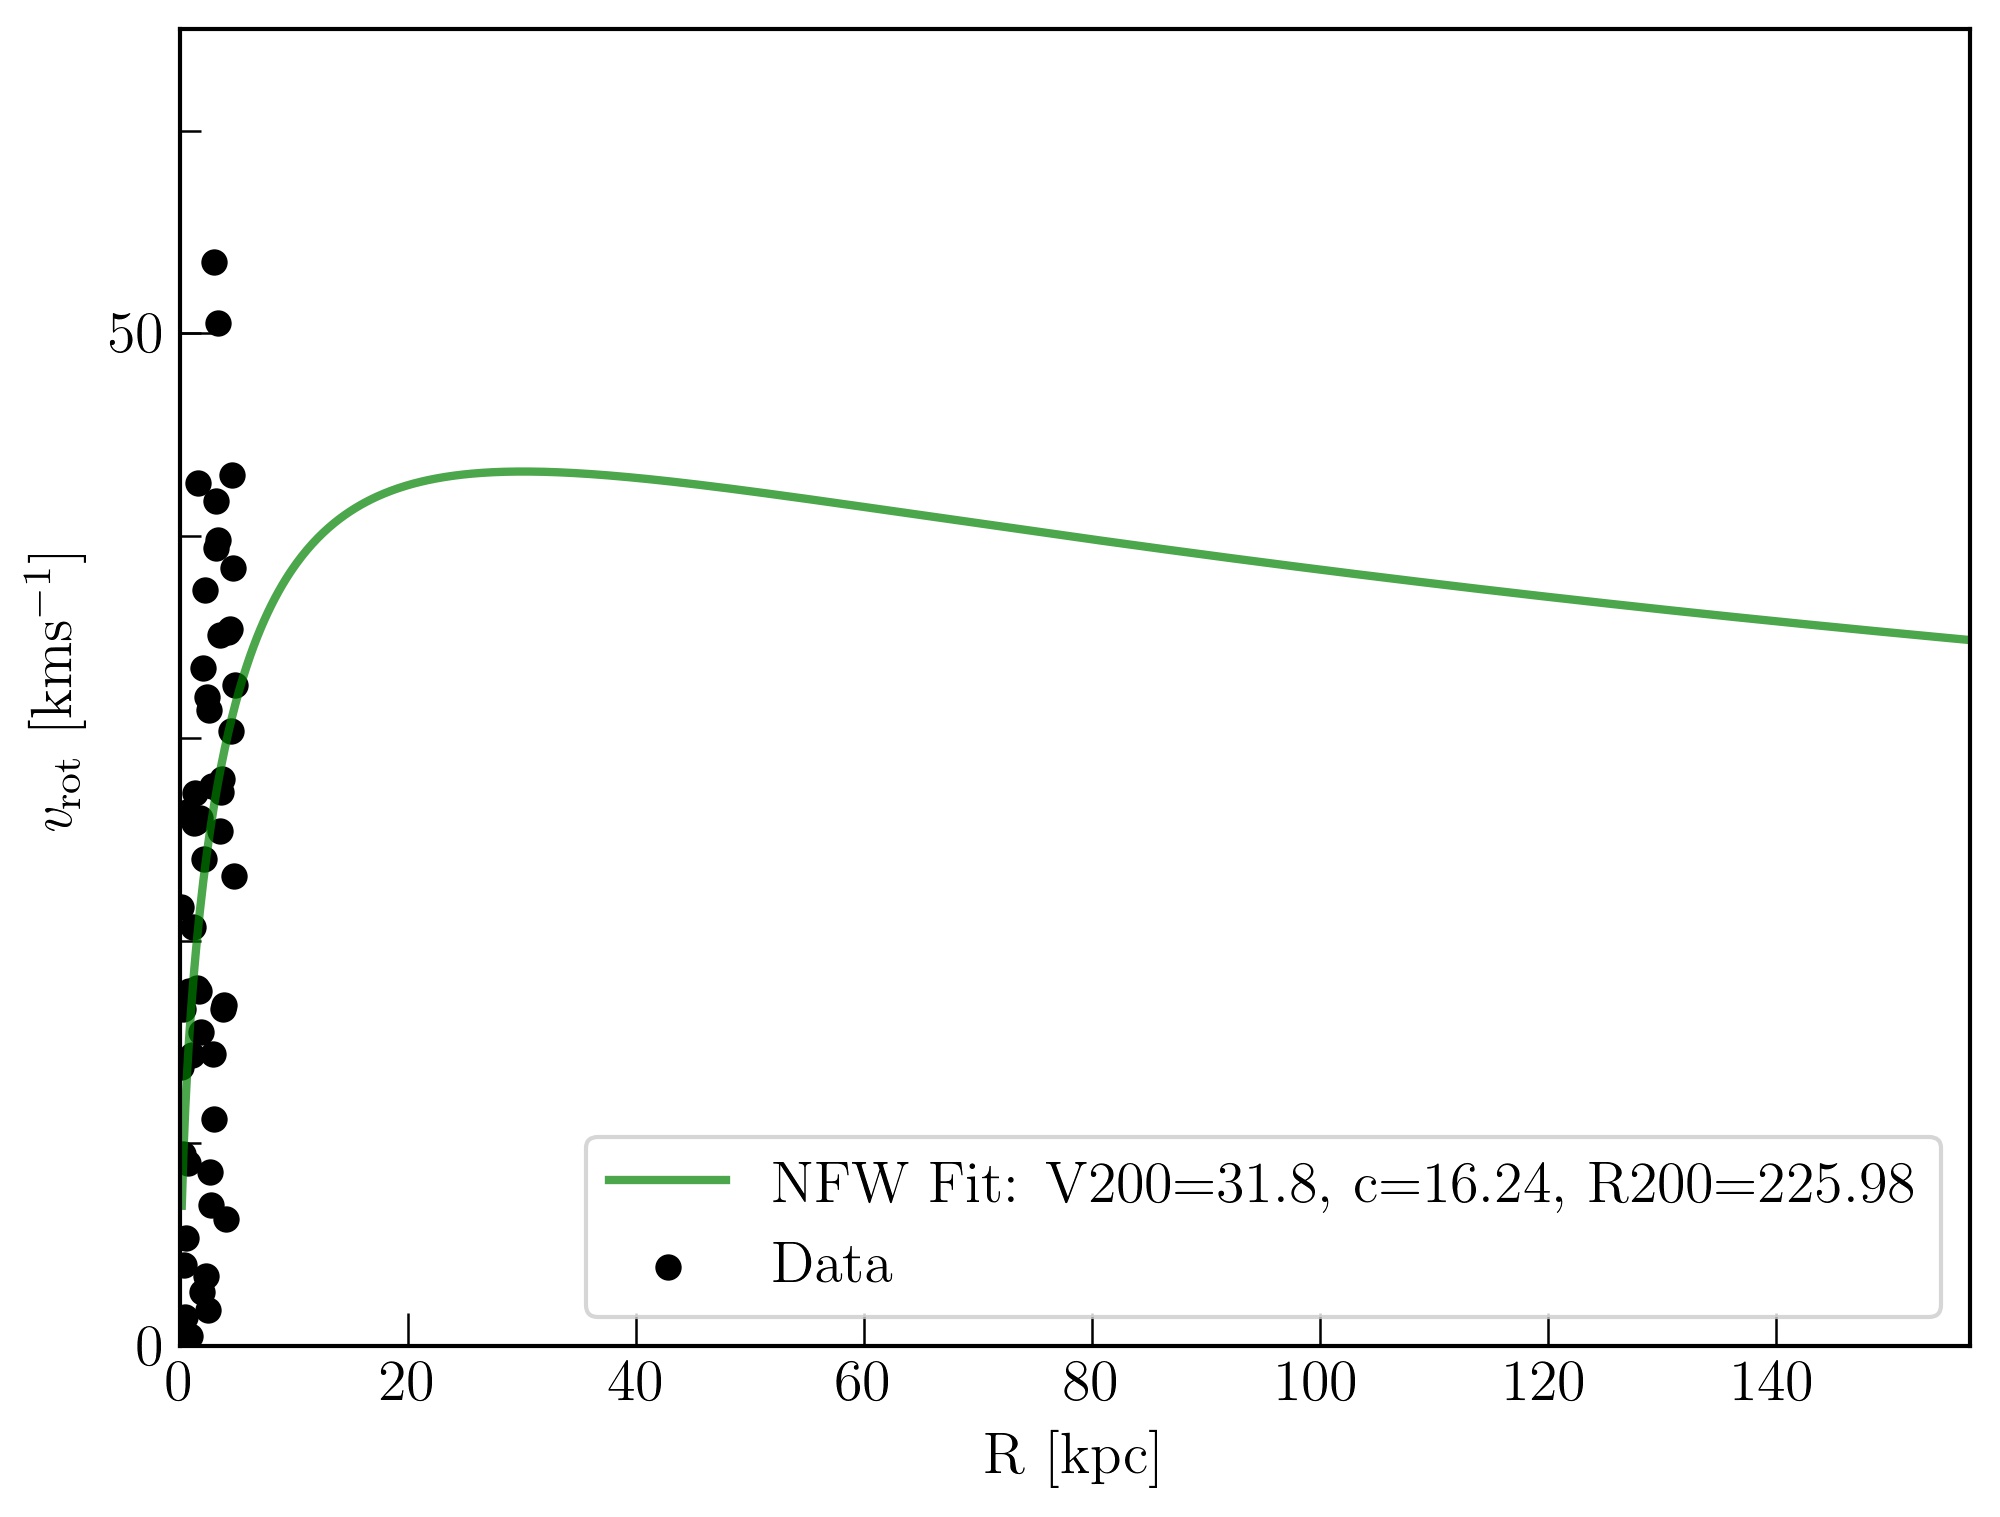 50
0
v_rot [kms^−1]
0 20 40 60 80 100 120 140
R [kpc]
NFW Fit: V200=31.8, c=16.24, R200=225.98
Data